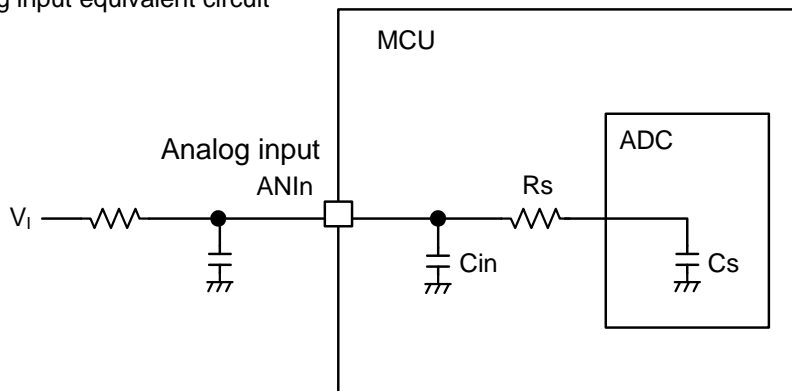 input equivalent circuit
MCU
ADC
Analog input
ANIn
Rs
VI
Cin
Cs